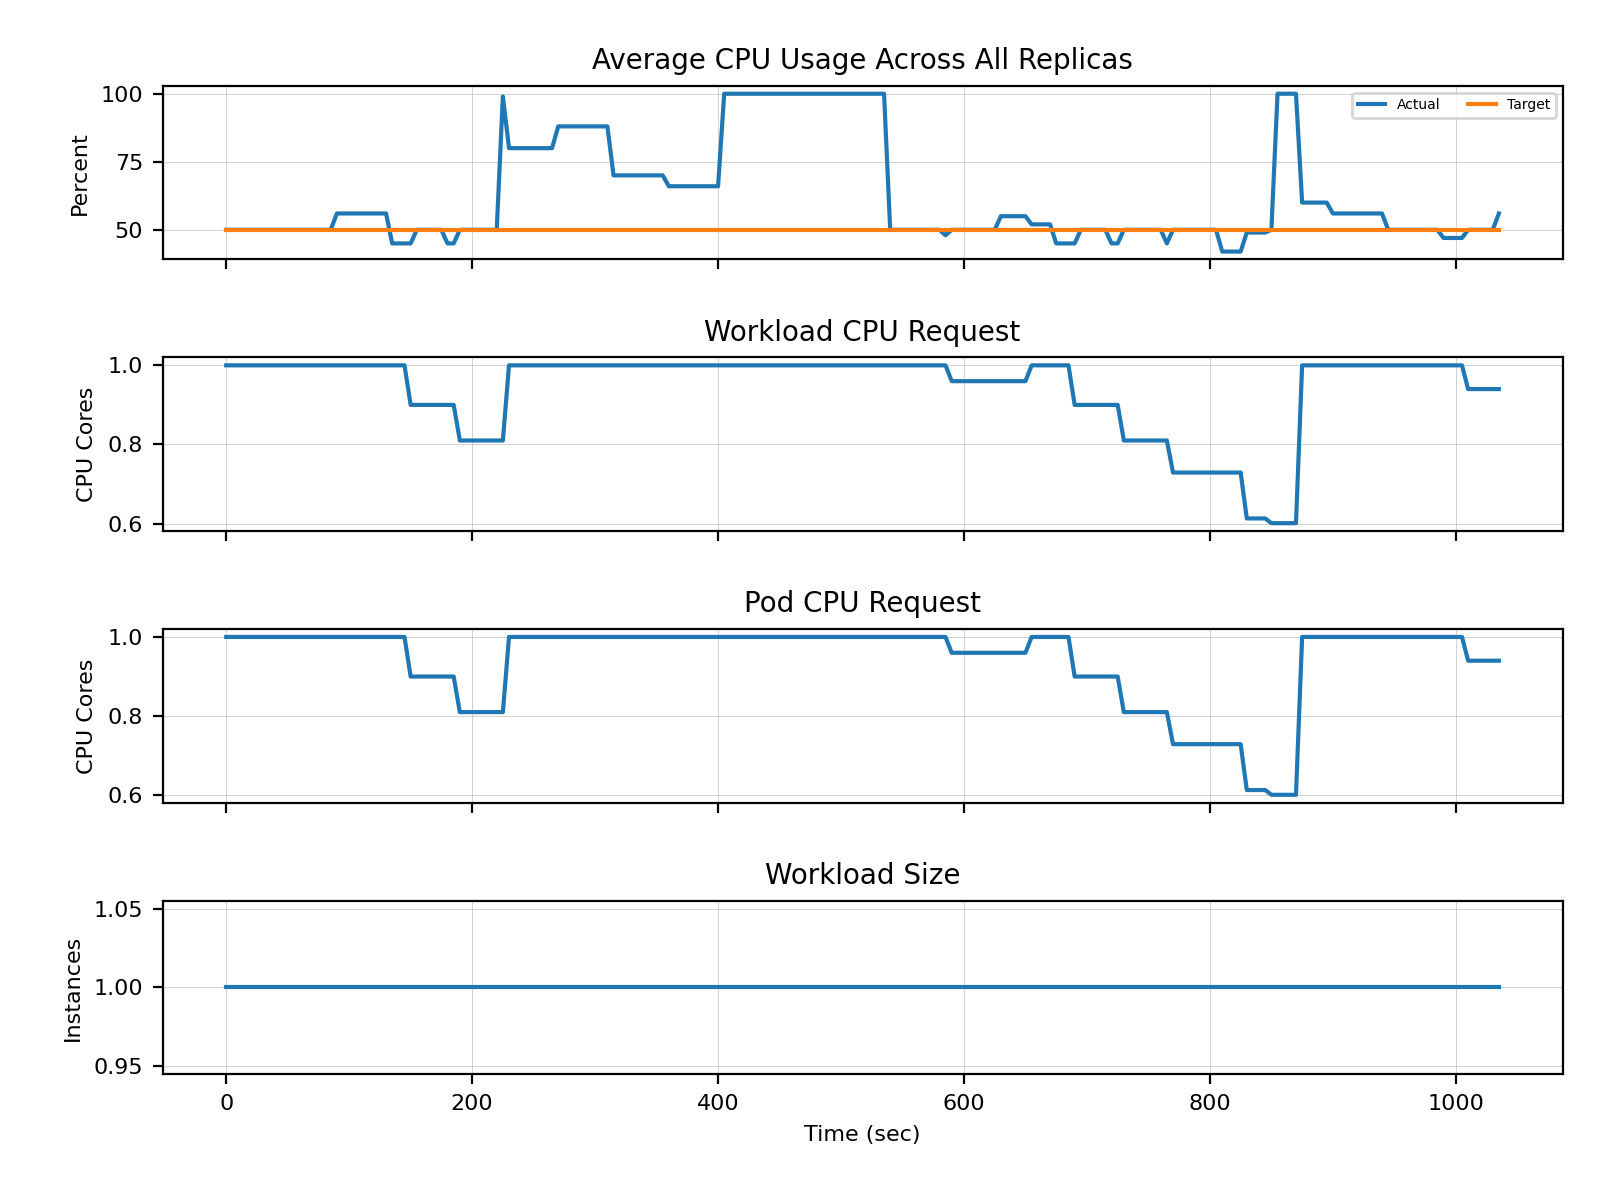 Average CPU Usage Across All Replicas
100
75
50
Percent
Actual Target
Workload CPU Request
1.0
0.8
0.6
CPU Cores
Pod CPU Request
1.0
0.8
0.6
CPU Cores
Workload Size
1.05
1.00
0.95
Instances
0 200 400 600 800 1000
Time (sec)